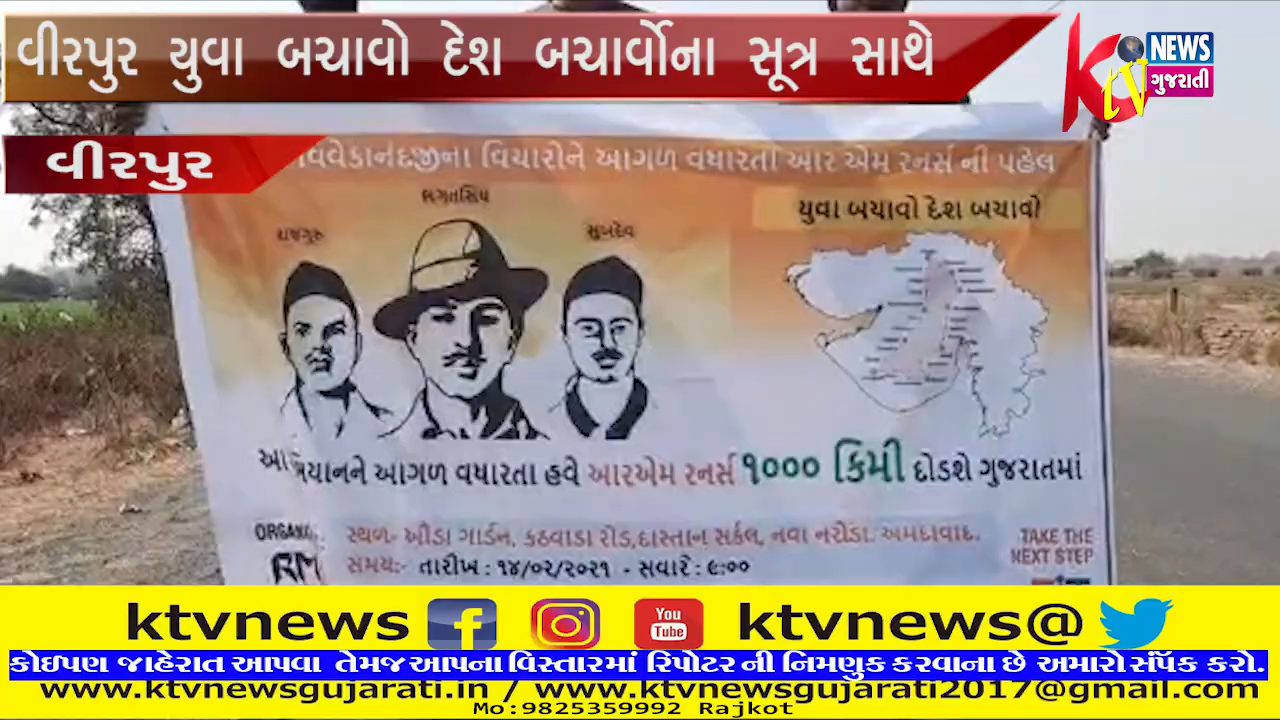 વીરપુર યુવા બચાવો દેશ બચાર્વોના સૂત્ર સાથે
KTV NEWS
ગુજરાતી
વીરપુર
વિવેકાનંદજીના વિચારોને આગળ વધારતા આર એમ રનર્સ ની પહેલ
રાજગુરુ
ભગતસિંઘ
સુખદેવ
યુવા બચાવો દેશ બચાવો
આ અભિયાનને આગળ વધારતા હવે આરએમ રનર્સ ૧૦૦૦ કિમી દોડશે ગુજરાતમાં
સ્થળ- ખોડા ગાર્ડન, કઠવાડા રોડ,દાસ્તાન સર્કલ, નવા નરોડા. અમદાવાદ.
RM
સમય:- તારીખ : ૧૪/૦૨/૨૦૨૧ - સવારે : ૯:૦૦
TAKE THE
NEXT STEP
ktvnews You Tube ktvnews@
કોઇપણ જાહેરાત આપવા તેમજ આપના વિસ્તારમાં રિપોટર ની નિમણુક કરવાના છે અમારો સંપૅક કરો.
www.ktvnewsgujarati.in / www.ktvnewsgujarati2017@gmail.com
Mo:9825359992 Rajkot